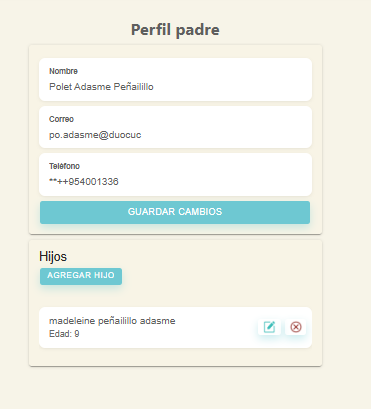 Perfil padre
Nombre
Polet Adasme Peñailillo
Correo
po.adasme@duocuc
Teléfono
**++954001336
GUARDAR CAMBIOS
Hijos
AGREGAR HIJO
madeleine peñailillo adasme
Edad: 9